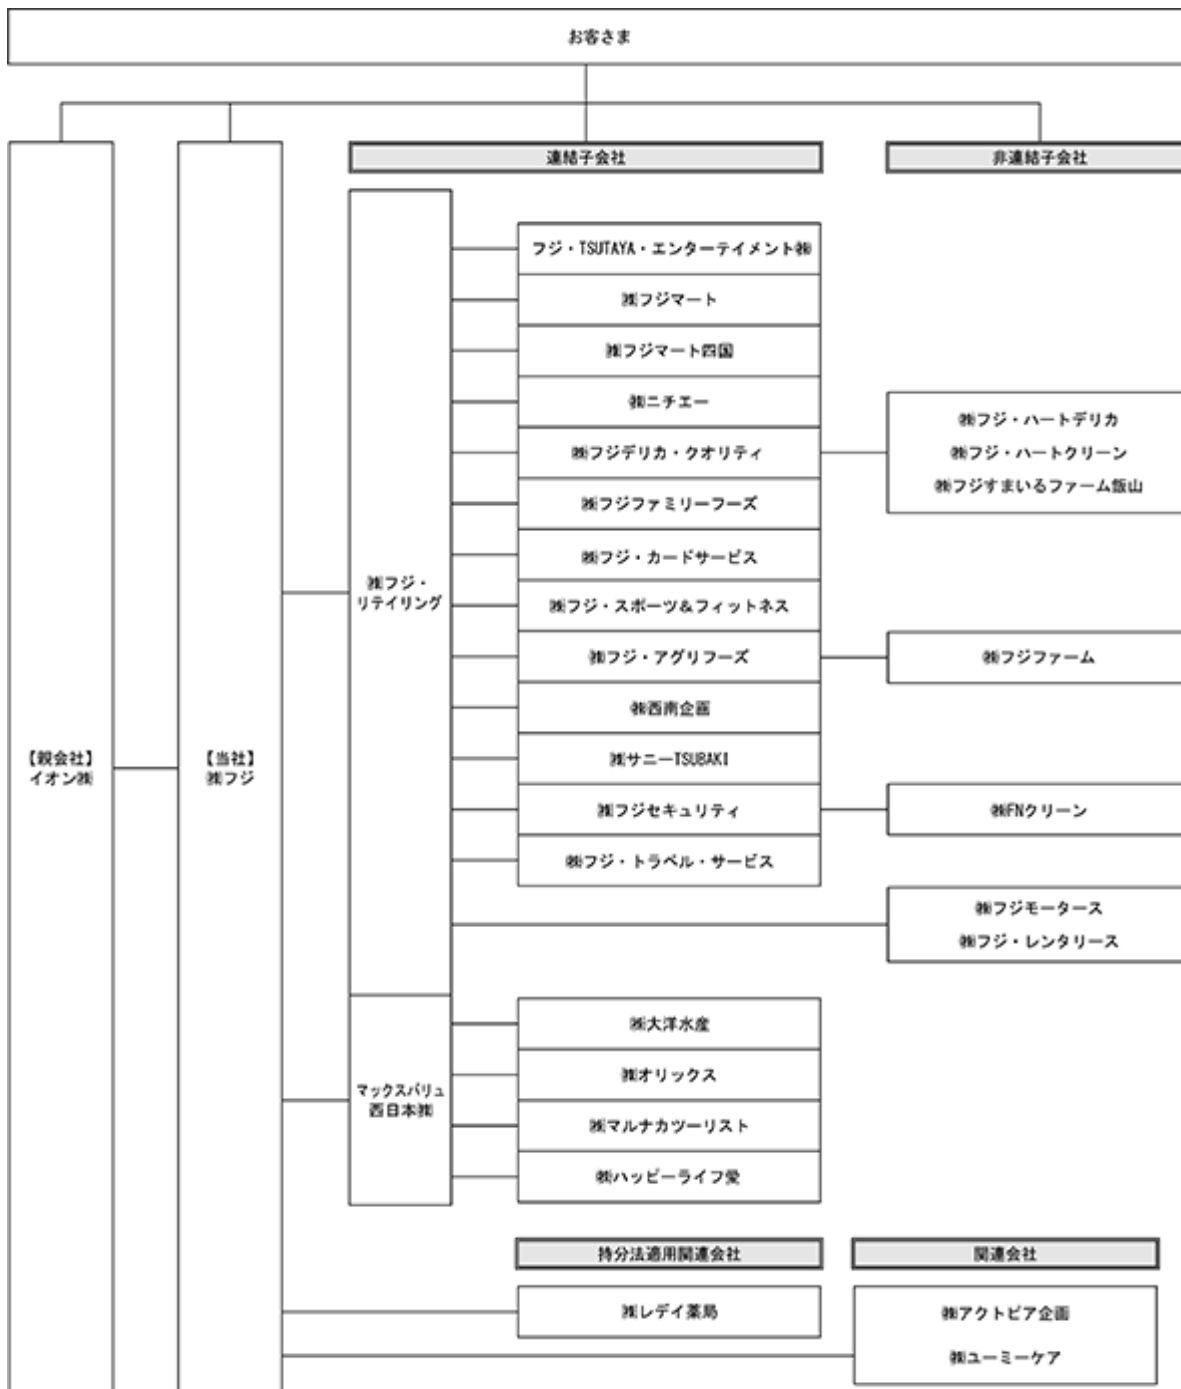 お客さま
連結子会社
非連結子会社
フジ・TSUTAYA・エンターテイメント㈱
㈱フジマート
㈱フジマート四国
㈱ニチエー
㈱フジデリカ・クオリティ
㈱フジファミリーフーズ
㈱フジ・カードサービス
㈱フジ・スポーツ&フィットネス
㈱フジ・アグリフーズ
㈱西南企画
㈱サニーTSUBAKI
㈱フジセキュリティ
㈱フジ・トラベル・サービス
㈱フジ・ハートデリカ
㈱フジ・ハートクリーン
㈱フジすまいるファーム飯山
㈱フジファーム
㈱FNクリーン
㈱フジモータース
㈱フジ・レンタリース
㈱フジ・
リテイリング
【親会社】
イオン㈱
【当社】
㈱フジ
マックスバリュ
西日本㈱
㈱大洋水産
㈱オリックス
㈱マルナカツーリスト
㈱ハッピーライフ愛
持分法適用関連会社
関連会社
㈱レデイ薬局
㈱アクトピア企画
㈱ユーミーケア